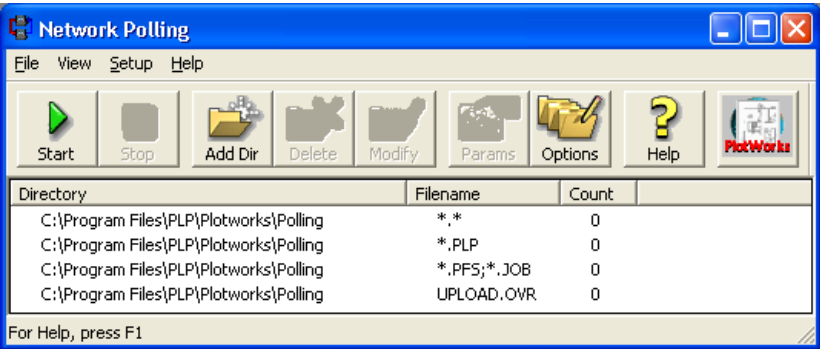 Network Polling
File View Setup Help
Start Stop Add Dir Delete Modify Params Options Help PlotWorks
Directory Filename Count
C:\Program Files\PLP\Plotworks\Polling *.* 0
C:\Program Files\PLP\Plotworks\Polling *.PLP 0
C:\Program Files\PLP\Plotworks\Polling *.PFS;*.JOB 0
C:\Program Files\PLP\Plotworks\Polling UPLOAD.OVR 0
For Help, press F1